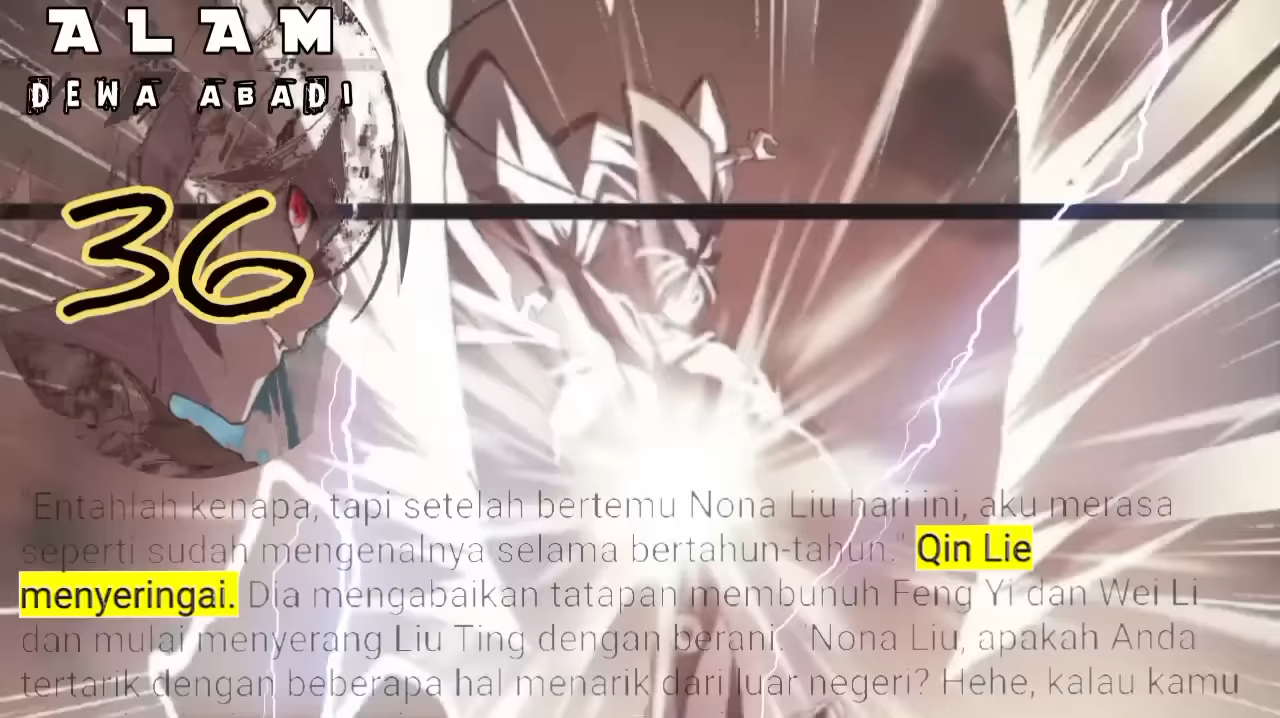 ALAM
DEWA ABADI
36
"Entahlah kenapa, tapi setelah bertemu Nona Liu hari ini, aku merasa
seperti sudah mengenalnya selama bertahun-tahun." Qin Lie
menyeringai. Dia mengabaikan tatapan membunuh Feng Yi dan Wei Li
dan mulai menyerang Liu Ting dengan berani. "Nona Liu, apakah Anda
tertarik dengan beberapa hal menarik dari luar negeri? Hehe, kalau kamu